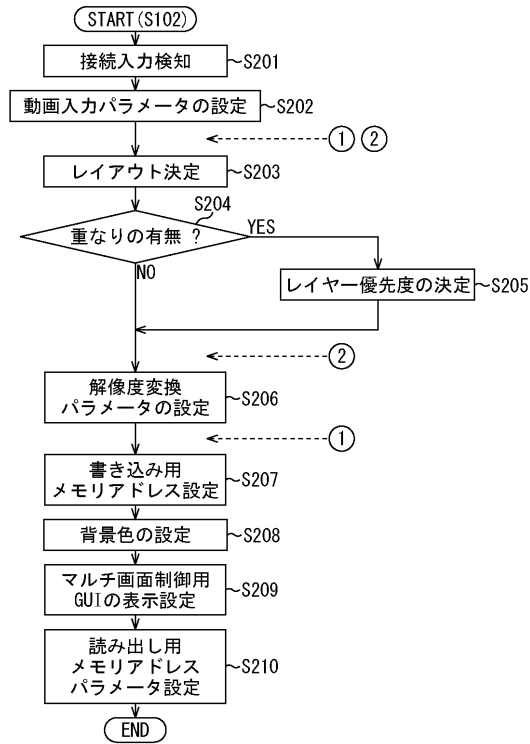 START(S102)
接続入力検知
S201
動画入力パラメータの設定
S202
① ②
レイアウト決定
S203
S204
重なりの有無 ?
YES
NO
レイヤー優先度の決定
S205
②
解像度変換
パラメータの設定
S206
①
書き込み用
メモリアドレス設定
S207
背景色の設定
S208
マルチ画面制御用
GUIの表示設定
S209
読み出し用
メモリアドレス
パラメータ設定
S210
END